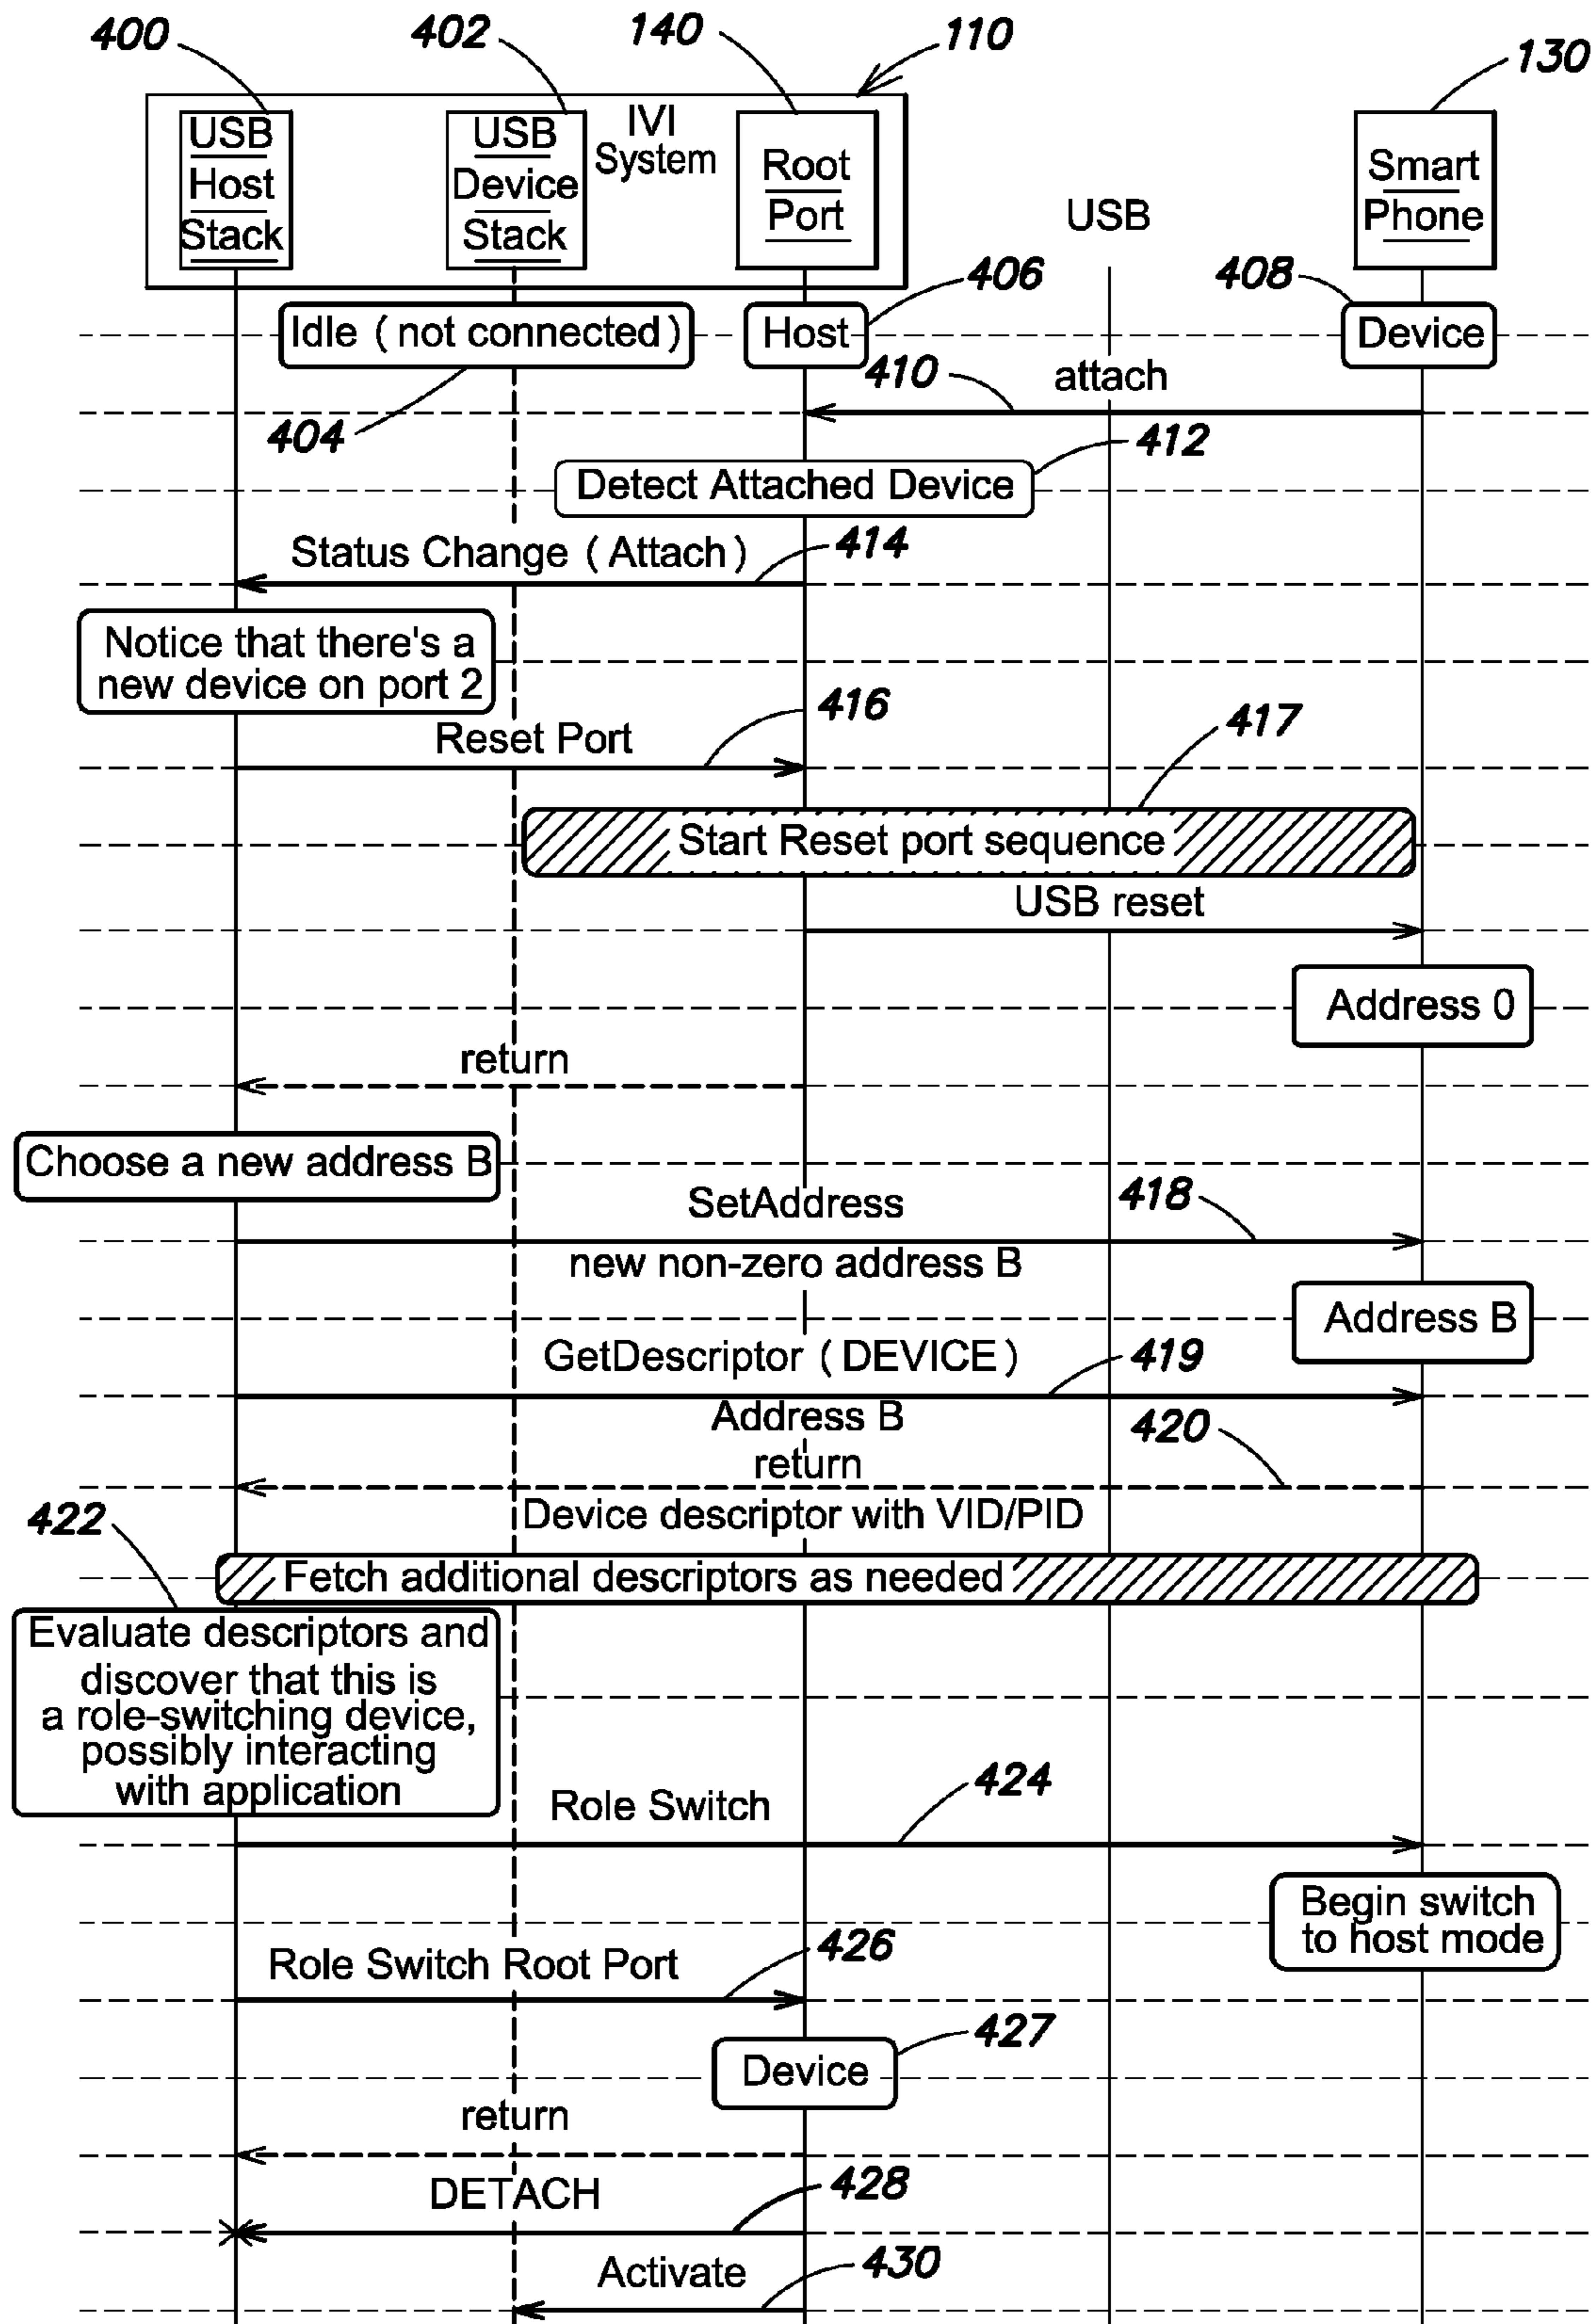 400
402
140
110
130
USB
Host
Stack
USB
Device
Stack
IVI
System
Root
Port
USB
Smart
Phone
406
408
Idle (not connected)
Host
Device
410
attach
404
412
Detect Attached Device
Status Change (Attach)
414
Notice that there's a
new device on port 2
416
Reset Port
417
Start Reset port sequence
USB reset
Address 0
return
Choose a new address B
SetAddress
418
new non-zero address B
Address B
GetDescriptor (DEVICE)
419
Address B
420
return
422
Device descriptor with VID/PID
Fetch additional descriptors as needed
Evaluate descriptors and
discover that this is
a role-switching device,
possibly interacting
with application
Role Switch
424
Begin switch
to host mode
426
Role Switch Root Port
427
Device
return
DETACH
428
Activate
430